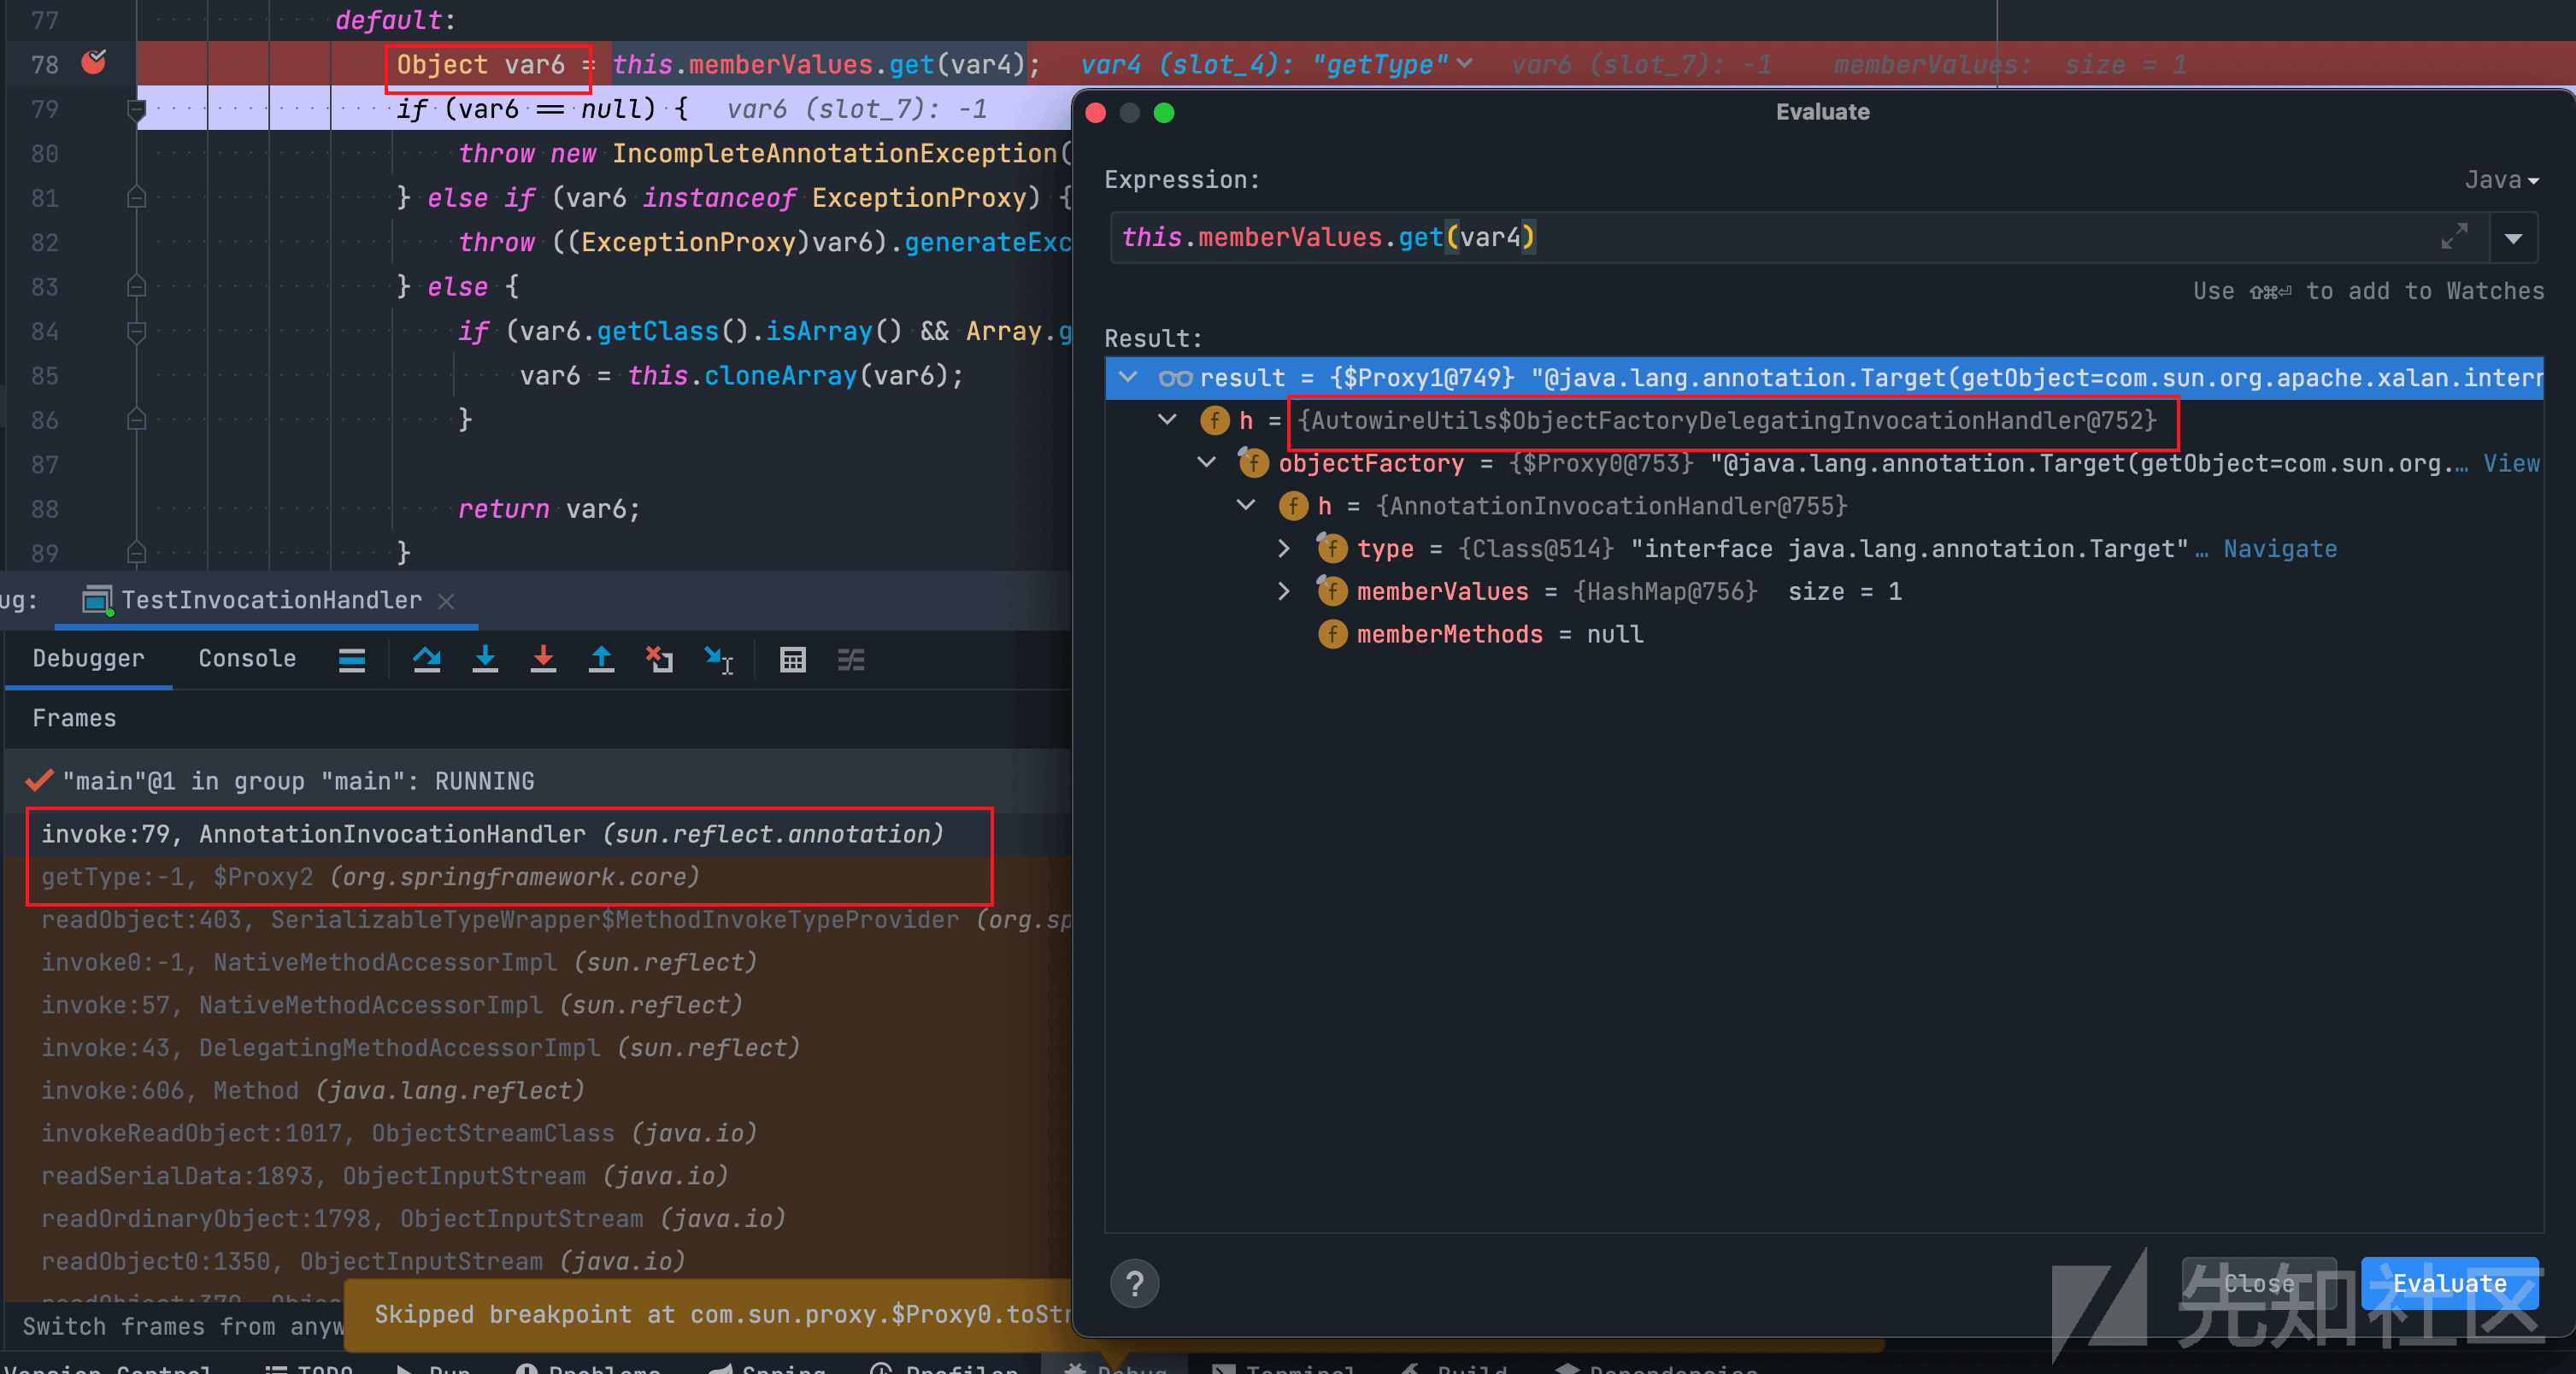 77 default:
78 Object var6 = this.memberValues.get(var4); var4 (slot_4): "getType" var6 (slot_7): -1 memberValues: size = 1
79 if (var6 == null) { var6 (slot_7): -1
80 throw new IncompleteAnnotationException(
81 } else if (var6 instanceof ExceptionProxy) {
82 throw ((ExceptionProxy)var6).generateExc
83 } else {
84 if (var6.getClass().isArray() && Array.g
85 var6 = this.cloneArray(var6);
86 }
87
88 return var6;
89 }
Evaluate
Expression:
Java
this.memberValues.get(var4)
Use ⇧⌘⏎ to add to Watches
Result:
result = {$Proxy1@749} "@java.lang.annotation.Target(getObject=com.sun.org.apache.xalan.interr
f h = {AutowireUtils$ObjectFactoryDelegatingInvocationHandler@752}
f objectFactory = {$Proxy0@753} "@java.lang.annotation.Target(getObject=com.sun.org.… View
f h = {AnnotationInvocationHandler@755}
f type = {Class@514} "interface java.lang.annotation.Target"… Navigate
f memberValues = {HashMap@756} size = 1
f memberMethods = null
? Close Evaluate
ug: TestInvocationHandler
Debugger Console
Frames
"main"@1 in group "main": RUNNING
invoke:79, AnnotationInvocationHandler (sun.reflect.annotation)
getType:-1, $Proxy2 (org.springframework.core)
readObject:403, SerializableTypeWrapper$MethodInvokeTypeProvider (org.sp
invoke0:-1, NativeMethodAccessorImpl (sun.reflect)
invoke:57, NativeMethodAccessorImpl (sun.reflect)
invoke:43, DelegatingMethodAccessorImpl (sun.reflect)
invoke:606, Method (java.lang.reflect)
invokeReadObject:1017, ObjectStreamClass (java.io)
readSerialData:1893, ObjectInputStream (java.io)
readOrdinaryObject:1798, ObjectInputStream (java.io)
readObject0:1350, ObjectInputStream (java.io)
Switch frames from anyw
Skipped breakpoint at com.sun.proxy.$Proxy0.toStr
Version Control TODO Run Problems Spring Profiler Debug Terminal Build Dependencies
先知社区